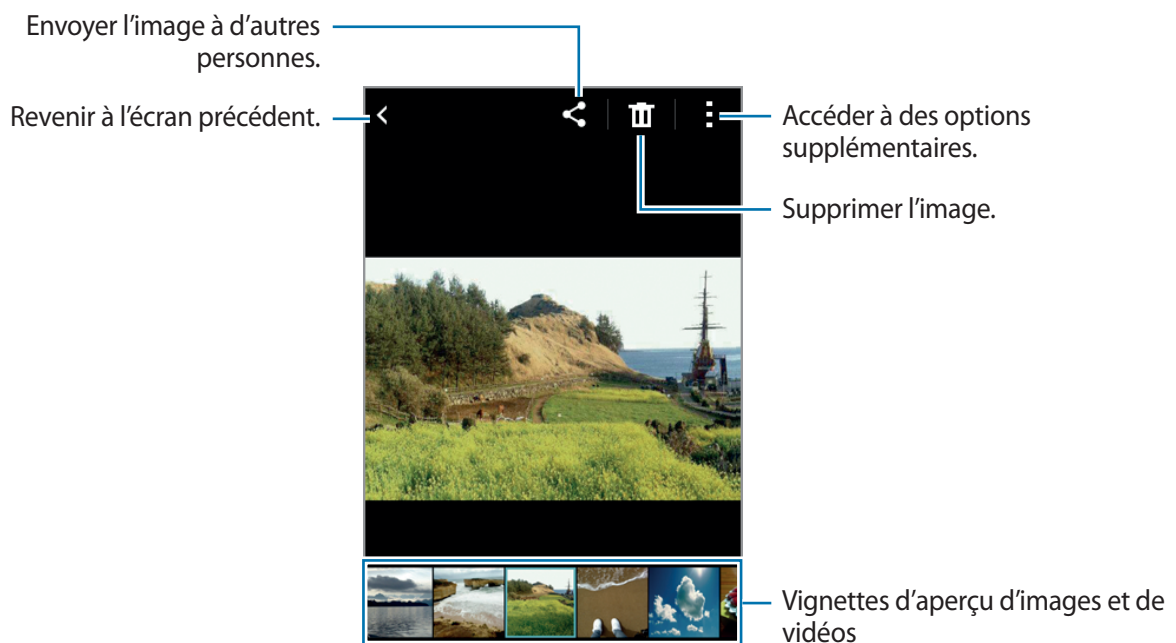 Envoyer l’image à d’autres
personnes.
Revenir à l’écran précédent.
Accéder à des options
supplémentaires.
Supprimer l’image.
Vignettes d’aperçu d’images et de
vidéos